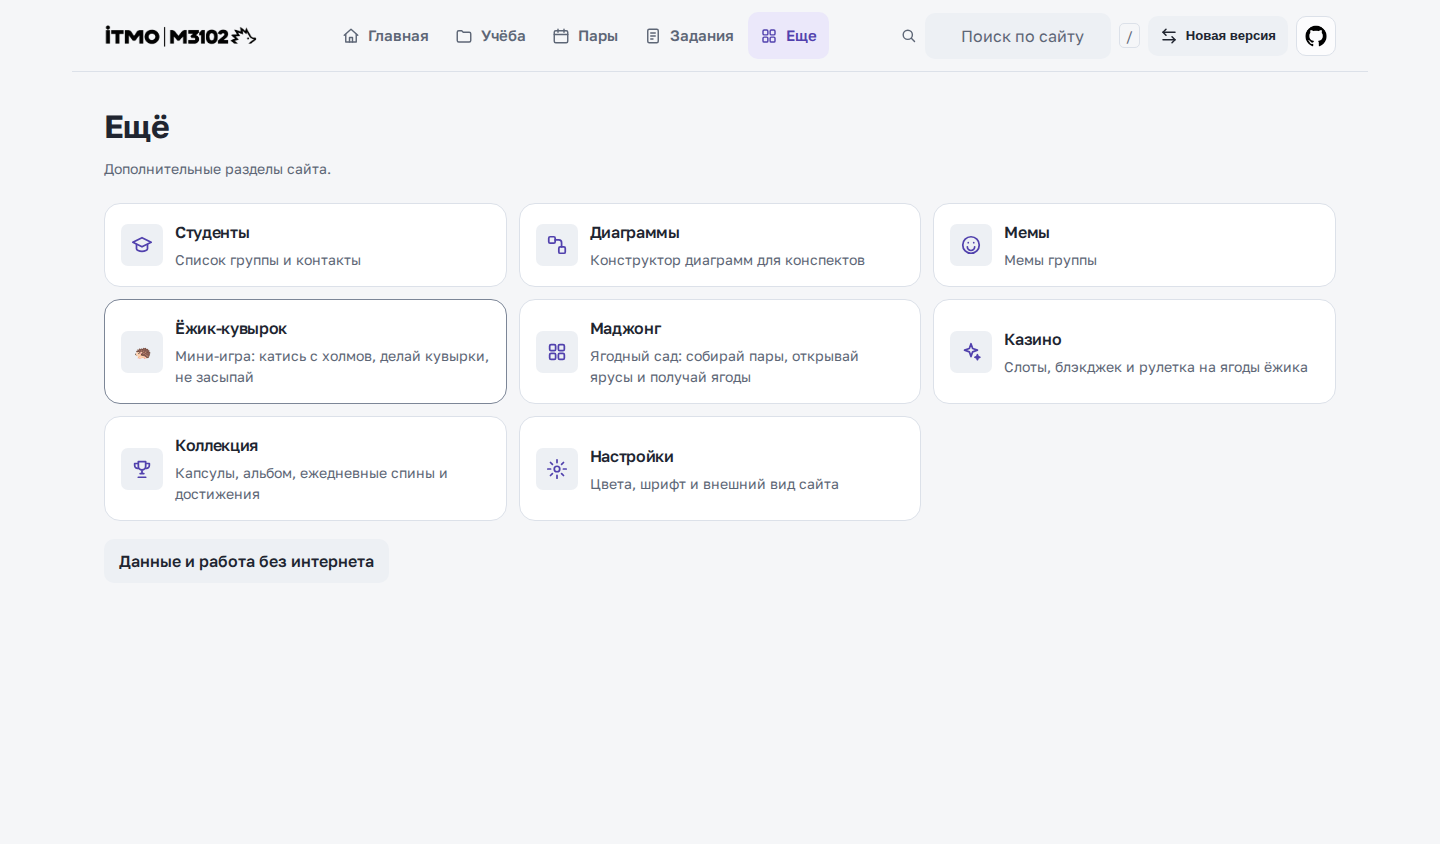 iTMO | M3102
Главная
Учёба
Пары
Задания
Еще
Поиск по сайту
/
Новая версия
Ещё
Дополнительные разделы сайта.
Студенты
Список группы и контакты
Диаграммы
Конструктор диаграмм для конспектов
Мемы
Мемы группы
Ёжик-кувырок
Мини-игра: катись с холмов, делай кувырки,
не засыпай
Маджонг
Ягодный сад: собирай пары, открывай
ярусы и получай ягоды
Казино
Слоты, блэкджек и рулетка на ягоды ёжика
Коллекция
Капсулы, альбом, ежедневные спины и
достижения
Настройки
Цвета, шрифт и внешний вид сайта
Данные и работа без интернета